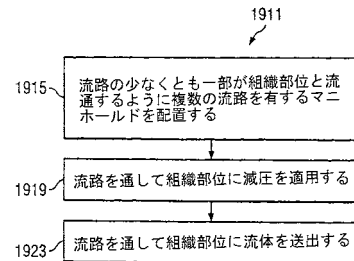 1911
1915
流路の少なくとも一部が組織部位と流
通するように複数の流路を有するマニ
ホールドを配置する
1919
流路を通して組織部位に減圧を適用する
1923
流路を通して組織部位に流体を送出する